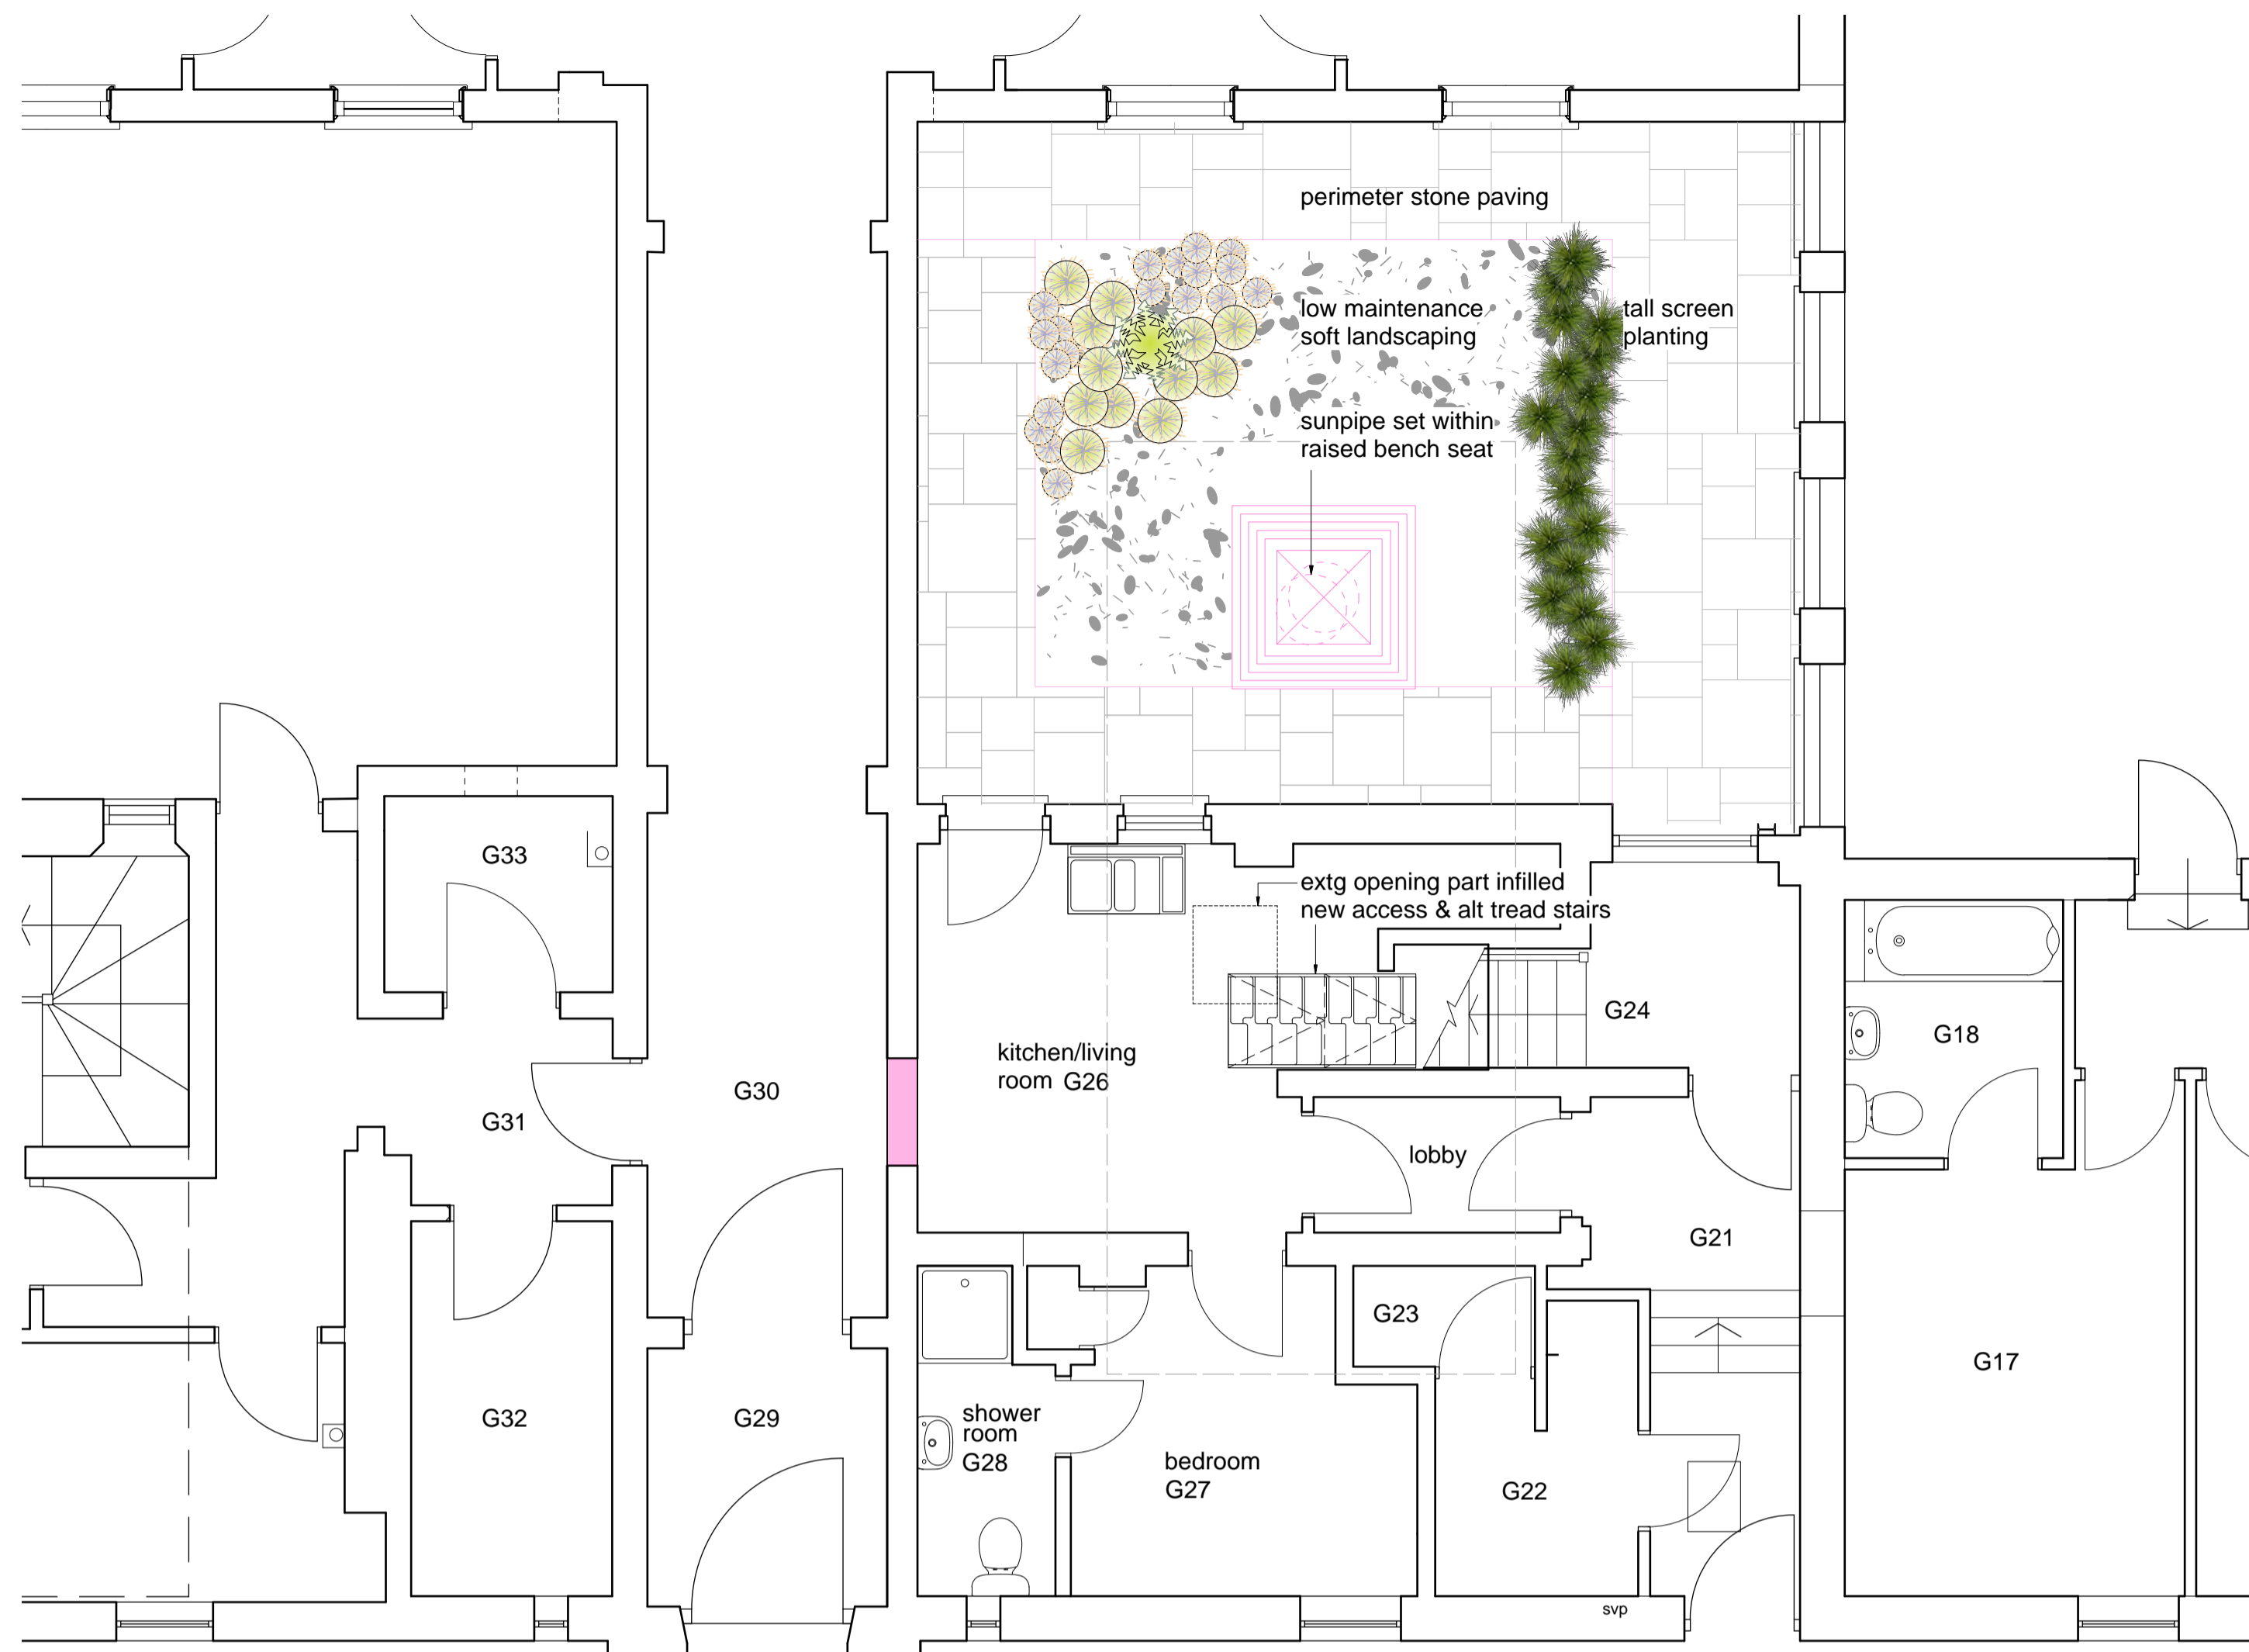 perimeter stone paving
low maintenance
soft landscaping
tall screen
planting
sunpipe set within
raised bench seat
G33
extg opening part infilled
new access & alt tread stairs
G24
G18
kitchen/living
room G26
G30
G31
lobby
G21
G23
G17
G32
G29
shower
room
G28
bedroom
G27
G22
svp